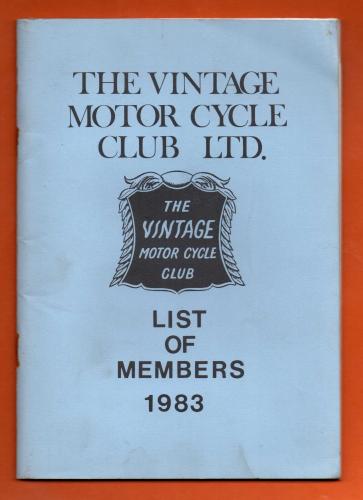 THE VINTAGE
MOTOR CYCLE
CLUB LTD.
THE
VINTAGE
MOTOR CYCLE
CLUB
LIST
OF
MEMBERS
1983